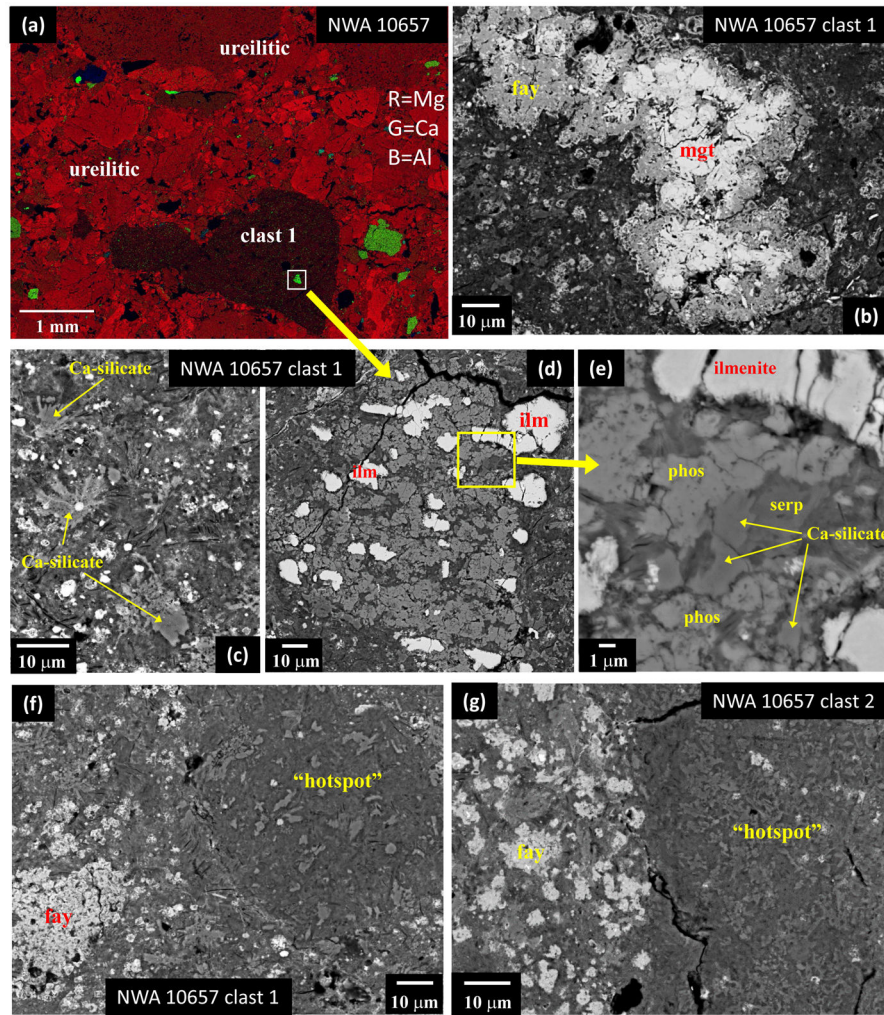 (a)
NWA 10657
ureilitic
R=Mg
G=Ca
B=Al
ureilitic
clast 1
1 mm
NWA 10657 clast 1
fay
mgt
10 μm
(b)
Ca-silicate
NWA 10657 clast 1
Ca-silicate
10 μm
(c)
(d)
ilm
ilm
10 μm
(e)
ilmenite
phos
serp
Ca-silicate
phos
1 μm
(f)
"hotspot"
fay
NWA 10657 clast 1
10 μm
(g)
NWA 10657 clast 2
"hotspot"
fay
10 μm